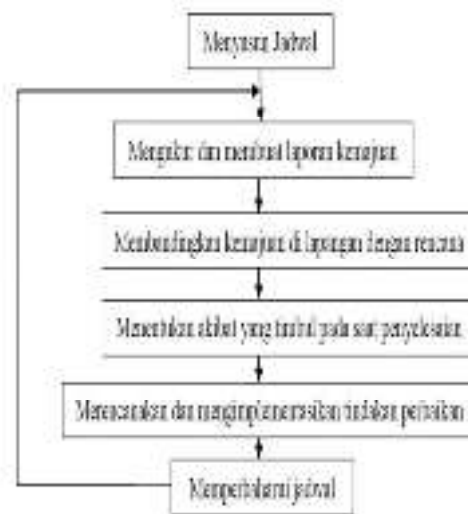 Menyusun Jadwal
Mengukur dan membuat laporan kemajuan
Membandingkan kemajuan di lapangan dengan rencana
Menentukan akibat yang timbul pada saat penyelesaian
Merencanakan dan mengimplementasikan tindakan perbaikan
Memperbaharui jadwal